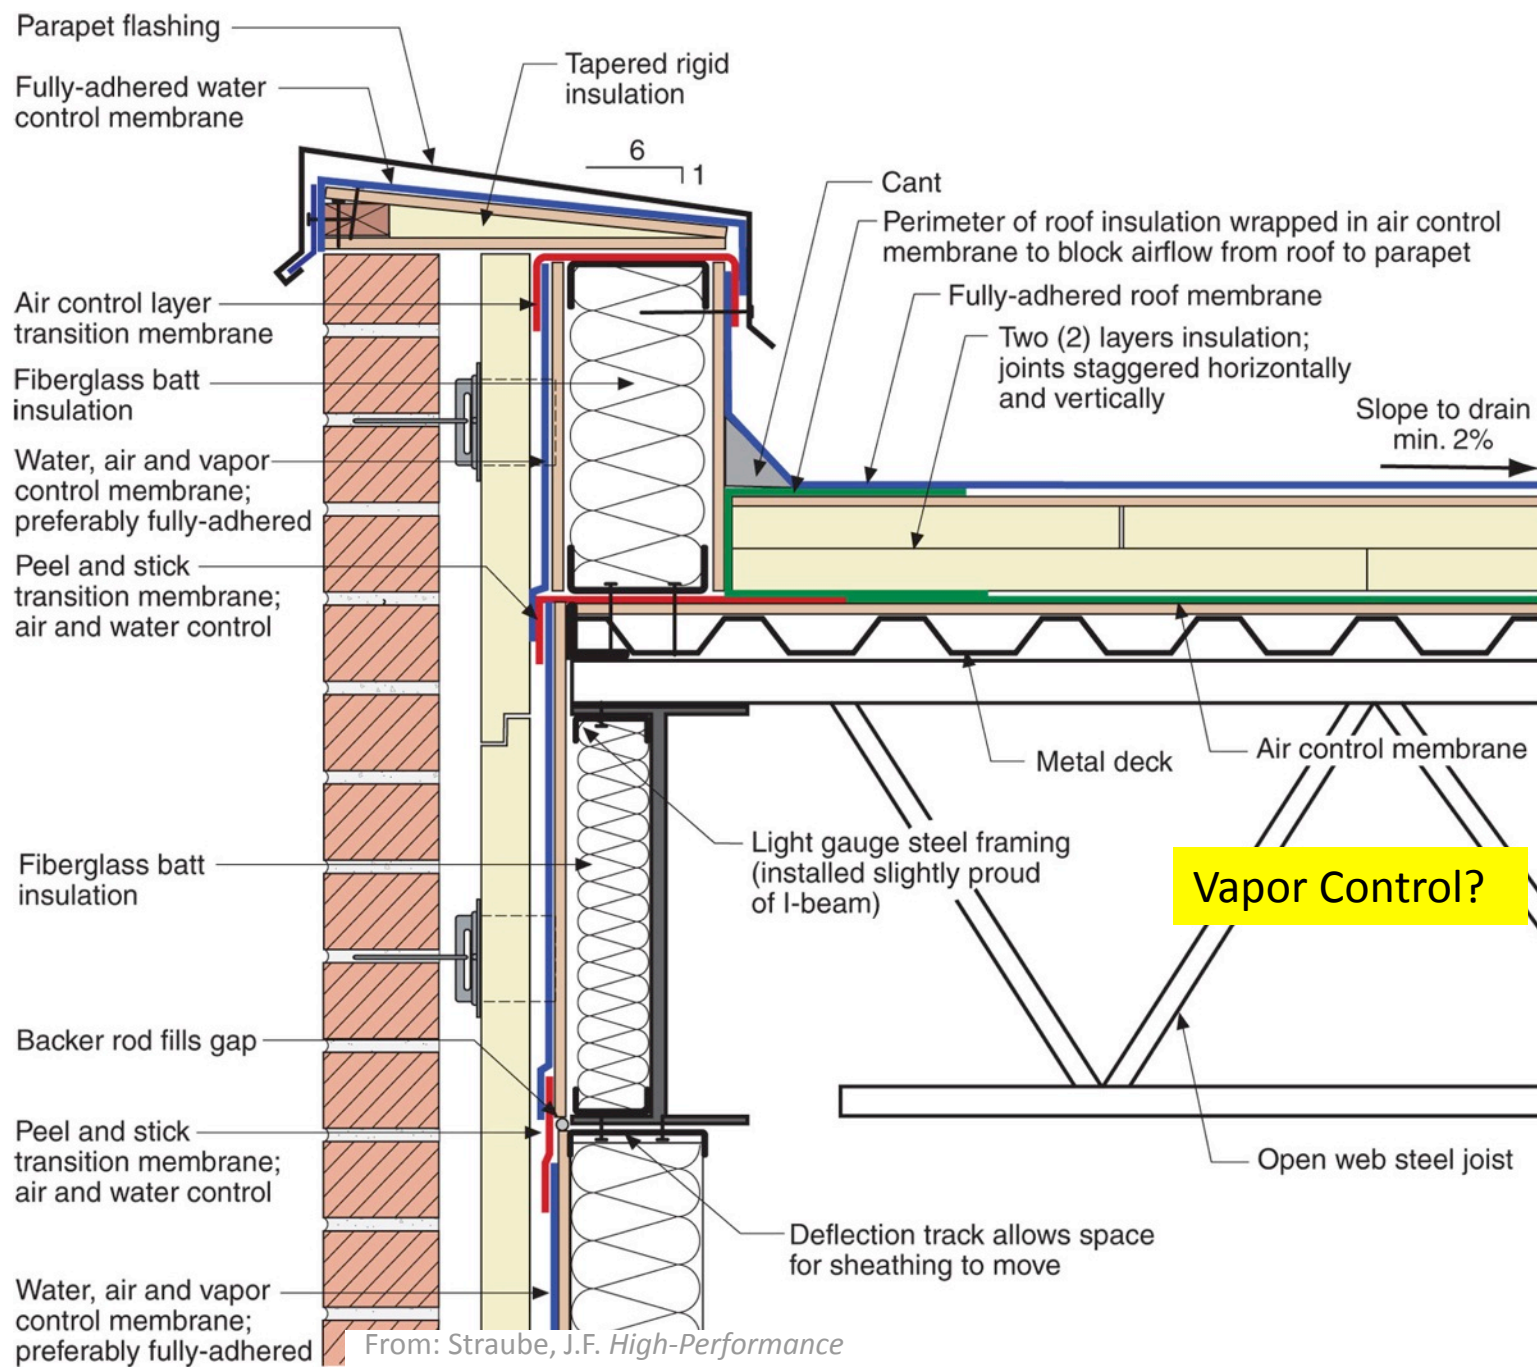 Parapet flashing
Fully-adhered water
control membrane
Tapered rigid
insulation
6
1
Cant
Perimeter of roof insulation wrapped in air control
membrane to block airflow from roof to parapet
Fully-adhered roof membrane
Two (2) layers insulation;
joints staggered horizontally
and vertically
Slope to drain
min. 2%
Air control layer
transition membrane
Fiberglass batt
insulation
Water, air and vapor
control membrane;
preferably fully-adhered
Peel and stick
transition membrane;
air and water control
Metal deck
Air control membrane
Light gauge steel framing
(installed slightly proud
of I-beam)
Vapor Control?
Fiberglass batt
insulation
Backer rod fills gap
Peel and stick
transition membrane;
air and water control
Open web steel joist
Deflection track allows space
for sheathing to move
Water, air and vapor
control membrane;
preferably fully-adhered
From: Straube, J.F. High-Performance